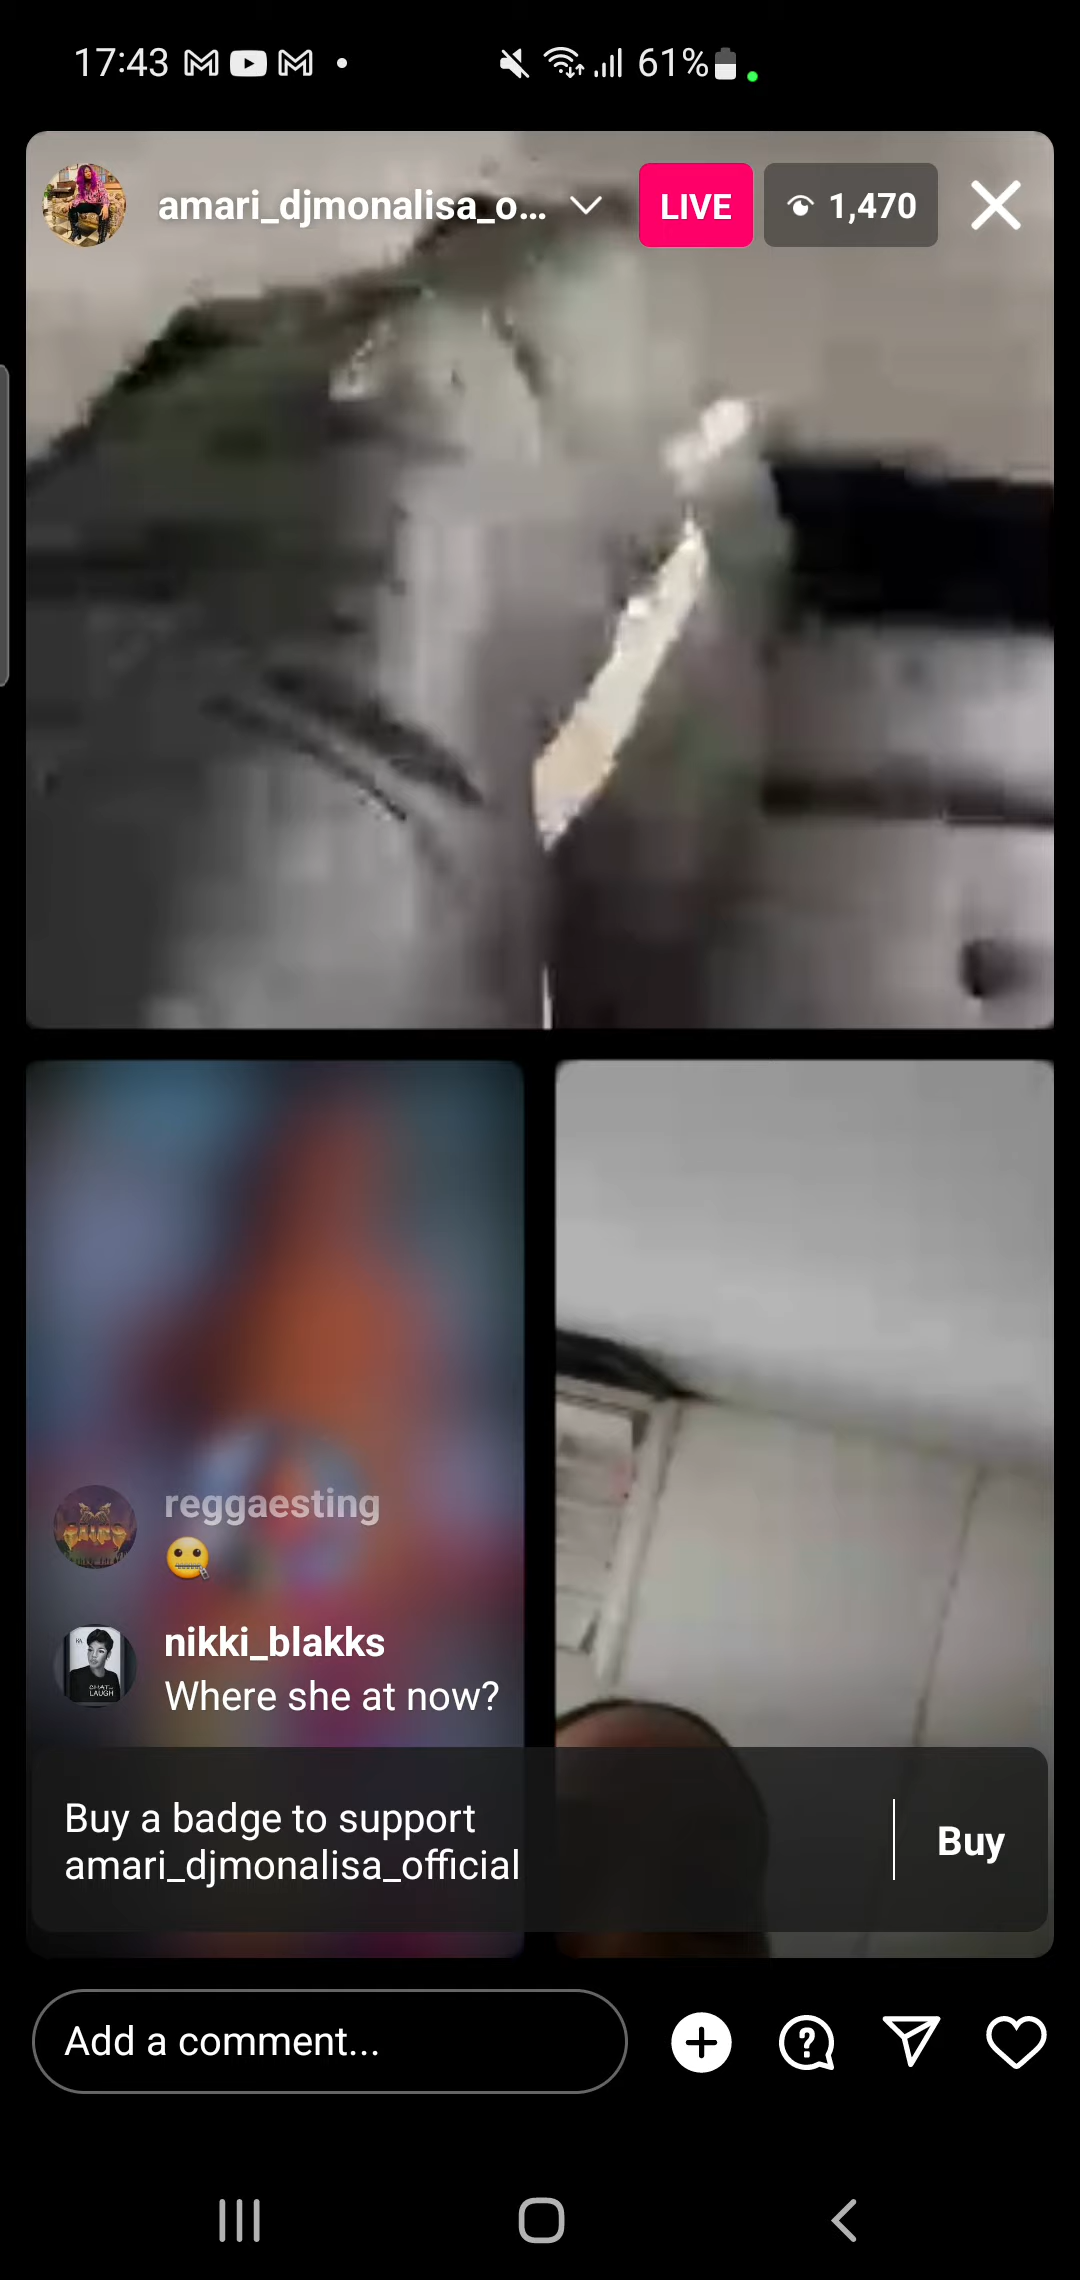 17:43
61%
amari_djmonalisa_o...
LIVE
1,470
reggaesting
🤐
nikki_blakks
Where she at now?
Buy a badge to support
amari_djmonalisa_official
Buy
Add a comment...